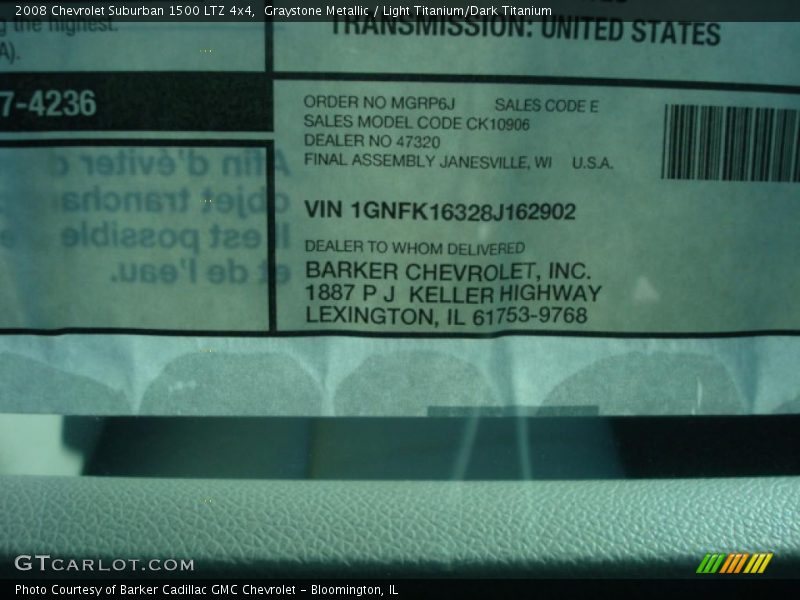 2008 Chevrolet Suburban 1500 LTZ 4x4,  Graystone Metallic / Light Titanium/Dark Titanium
the highest.
A).
TRANSMISSION: UNITED STATES
7-4236
ORDER NO MGRP6J SALES CODE E
SALES MODEL CODE CK10906
DEALER NO 47320
FINAL ASSEMBLY JANESVILLE, WI U.S.A.
VIN 1GNFK16328J162902
DEALER TO WHOM DELIVERED
BARKER CHEVROLET, INC.
1887 P J KELLER HIGHWAY
LEXINGTON, IL 61753-9768
Afin d'éviter
objet trancha
Il est possible
et de l'eau.
GTCARLOT.COM
Photo Courtesy of Barker Cadillac GMC Chevrolet - Bloomington, IL